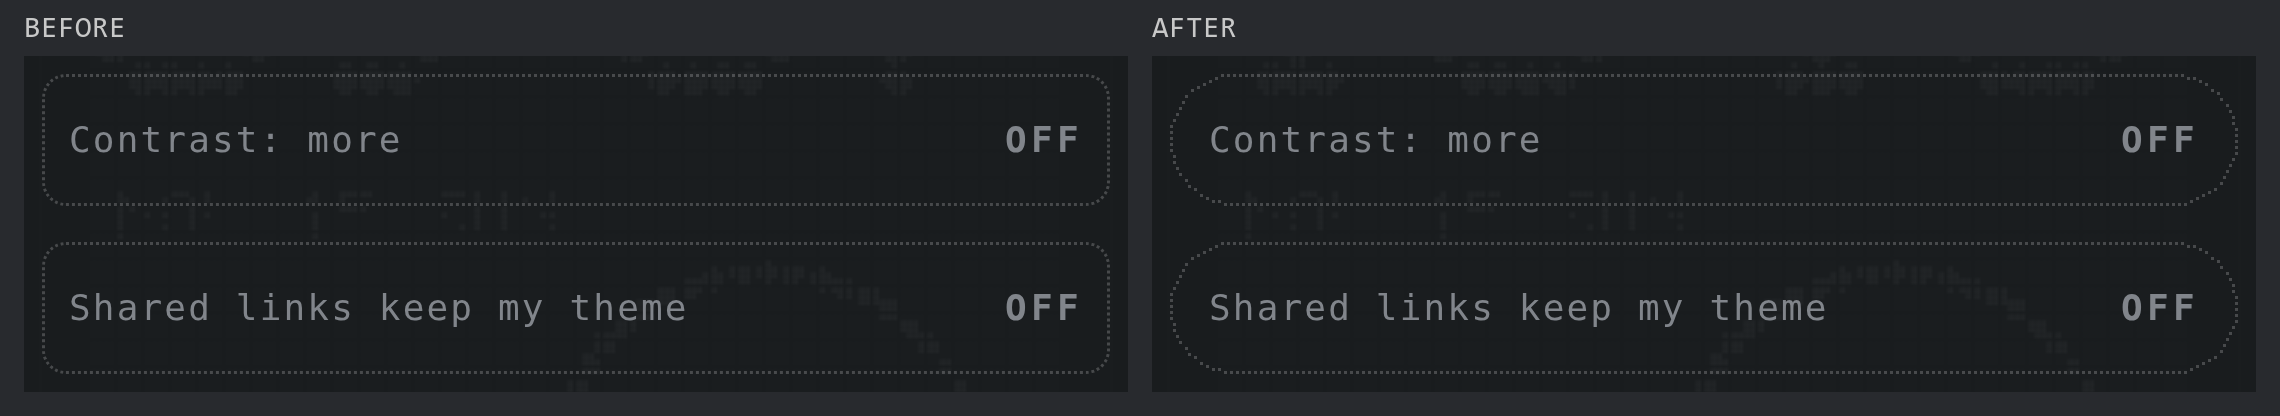 BEFORE
Contrast: more OFF
Shared links keep my theme OFF
AFTER
Contrast: more OFF
Shared links keep my theme OFF